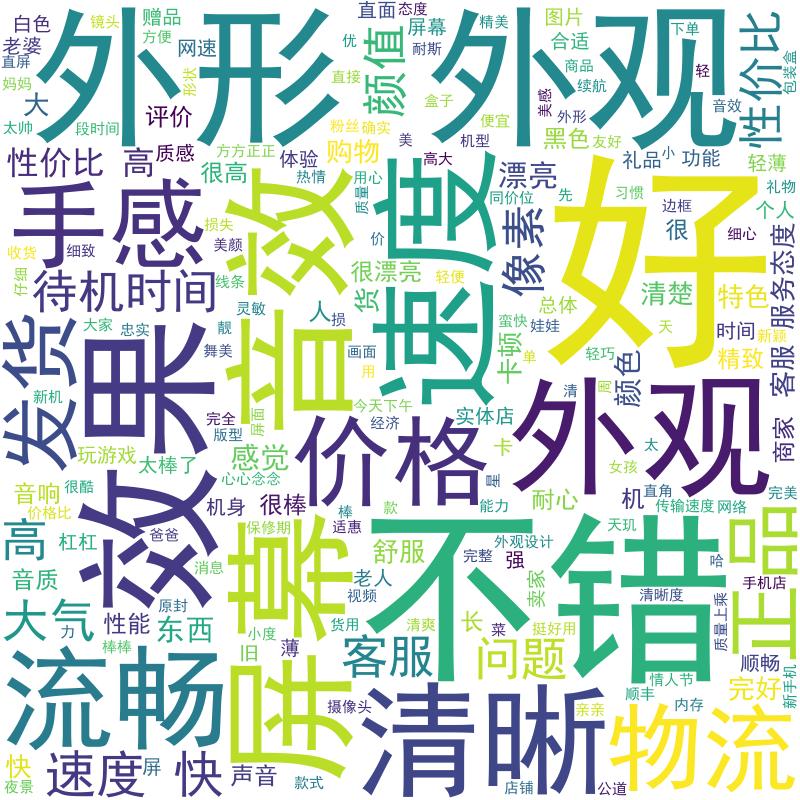 白色
镜头
赠品
直面
态度
屏幕
精美
图片
老婆
方便
网速
优
耐斯
合适
下单
直屏
外形
颜值
外观
性价比
妈妈
形状
直接
盒子
商品
续航
轻
包装盒
大
评价
美感
音效
太帅
段时间
粉丝
确实
便宜
外形
黑色
友好
性价比
高
质感
方方正正
体验
购物
美
机型
高大
礼品
小
功能
轻薄
很高
热情
用心
质量
漂亮
同价位
先
习惯
边框
礼物
个人
手感
损失
美颜
音效
速度
价
像素
好
很
细心
服务态度
收货
细致
仔细
待机时间
线条
很漂亮
轻便
货
总体
清楚
特色
发货
大家
忠实
灵敏
人
损
蛮快
娃娃
天
时间
新颖
效果
靓
舞美
画面
卡顿
单
轻巧
颜色
精致
客服
新机
用
周
完全
版型
屏面
今天下午
经济
实体店
清
外观
商家
玩游戏
太棒了
感觉
价格
卡
女孩
太
音响
很酷
心心念念
星
耐心
机
直角
完美
价格比
机身
很棒
棒
款
能力
传输速度
网络
高
杠杠
爸爸
保修期
适惠
不错
外观设计
天玑
哈
正品
音质
消息
屏幕
舒服
完整
强
手机店
老人
视频
卖家
清晰度
质量上乘
大气
力
原封
性能
东西
小度
货用
清爽
长
菜
挺好用
棒棒
旧
薄
客服
问题
顺畅
流畅
情人节
顺丰
完好
新手机
摄像头
清晰
亲亲
内存
物流
快
夜景
速度
屏
快
声音
款式
店铺
公道